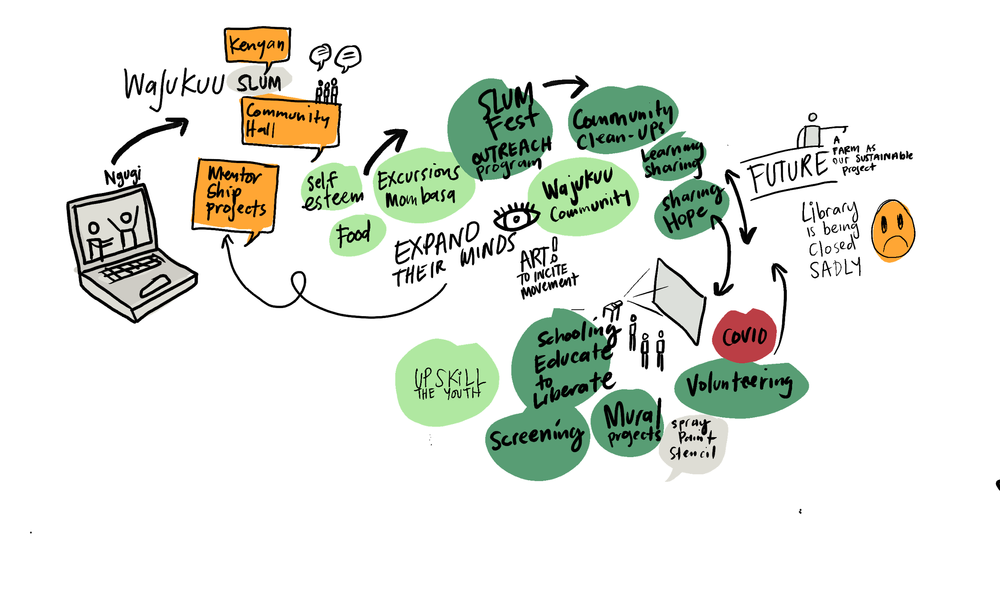 Kenyan
Wajukuu SLUM
Community
Hall
Ngugi
Mentor
Ship
projects
Self
esteem
Food
Excursions
Mombasa
SLUM
Fest
OUTREACH
program
Community
Clean-Ups
Learning
sharing
Wajukuu
Community
sharing
Hope
EXPAND
THEIR MINDS
ART!
TO INCITE
movement
FUTURE
A
FARM AS
our SUSTAINABLE
Project
Library
is being
Closed
SADLY
COVID
Volunteering
Schooling
Educate
to
Liberate
UPSKILL
THE YOUTH
Screening
Mural
projects
spray
Paint
Stencil